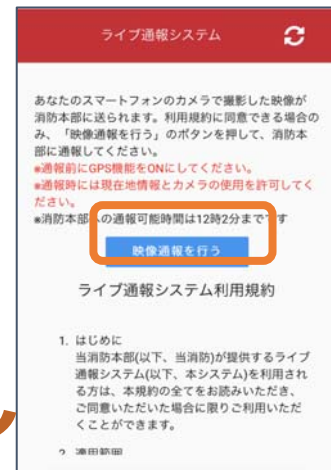 ライブ通報システム
あなたのスマートフォンのカメラで撮影した映像が
消防本部に送られます。利用規約に同意できる場合の
み、「映像通報を行う」のボタンを押して、消防本
部に通報してください。
※通報前にGPS機能をONにしてください。
※通報時には現在地情報とカメラの使用を許可してく
ださい。
※消防本部への通報可能時間は12時2分までです
映像通報を行う
ライブ通報システム利用規約
1. はじめに
当消防本部(以下、当消防)が提供するライブ
通報システム(以下、本システム)を利用され
る方は、本規約の全てをお読みいただき、
ご同意いただいた場合に限りご利用いただ
くことができます。
2. 適用範囲